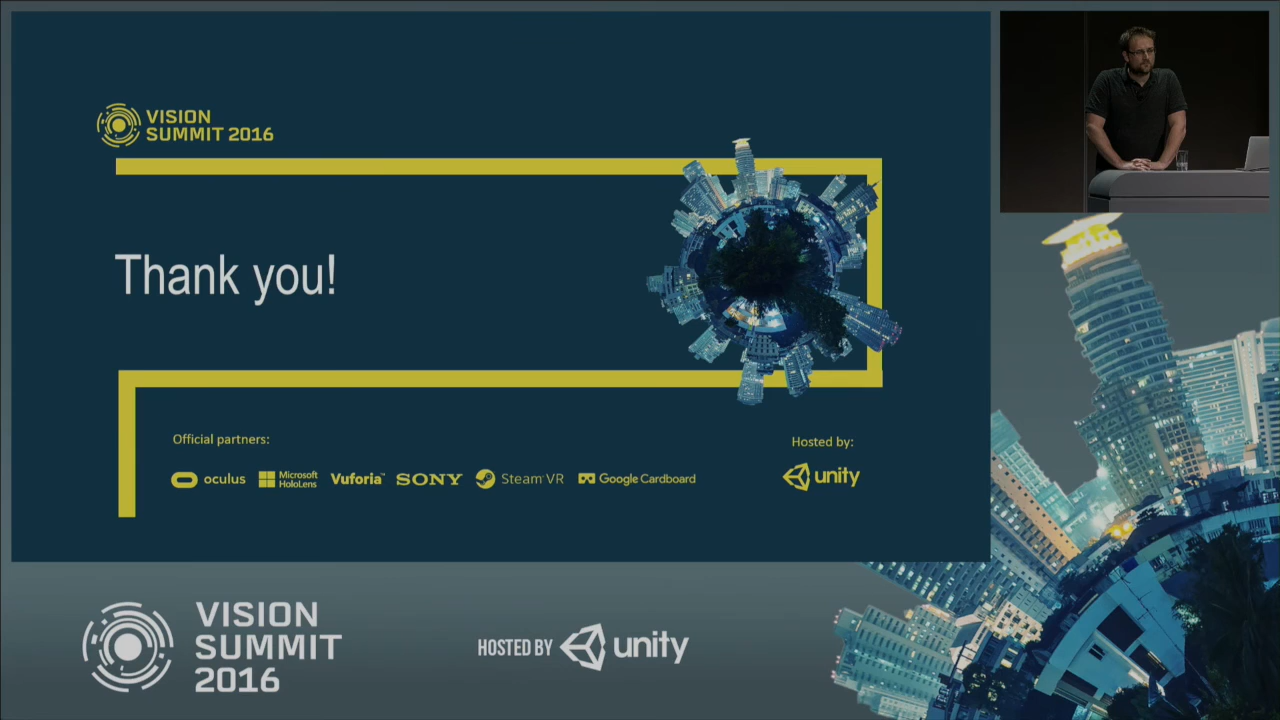 VISION
SUMMIT 2016
Thank you!
Official partners:
Hosted by:
oculus
Microsoft
HoloLens
Vuforia™
SONY
SteamVR
Google Cardboard
unity
VISION
SUMMIT
2016
HOSTED BY unity